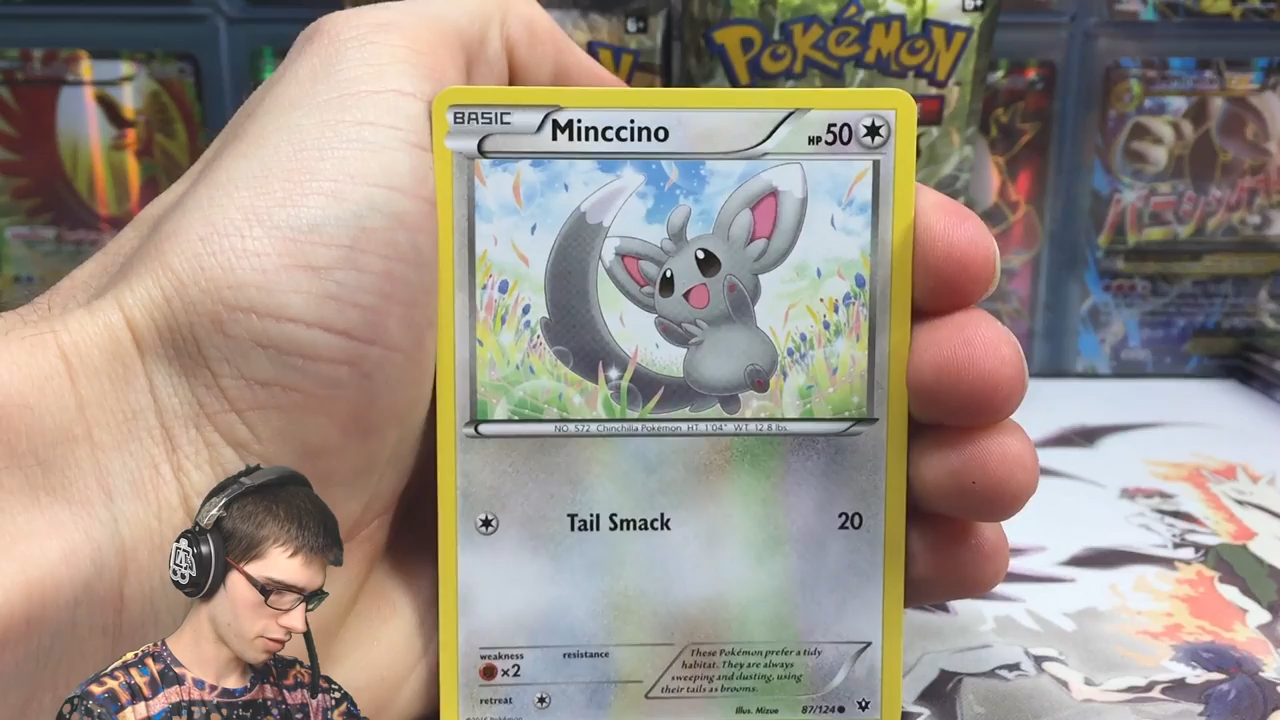 POKéMON
BASIC
Minccino
HP 50
NO. 572 Chinchilla Pokémon HT. 1'04" WT. 12.8 lbs.
Tail Smack 20
weakness
×2
resistance
retreat
These Pokémon prefer a tidy
habitat. They are always
sweeping and dusting, using
their tails as brooms.
Illus. Mizue
87/124